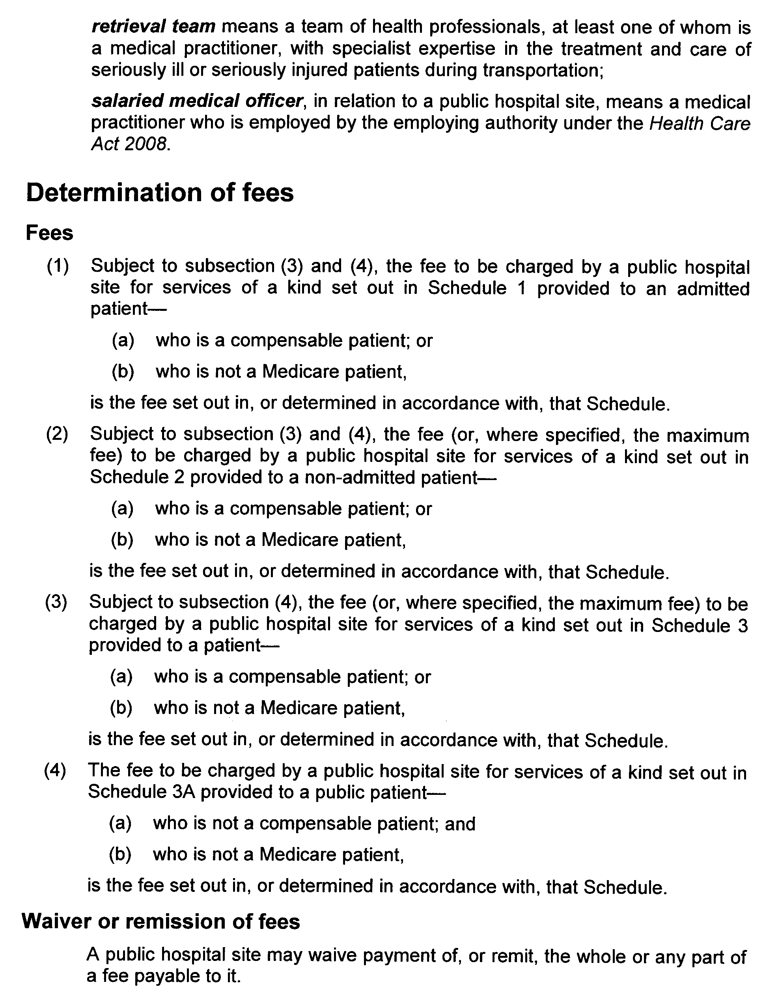 retrieval team means a team of health professionals, at least one of whom is
a medical practitioner, with specialist expertise in the treatment and care of
seriously ill or seriously injured patients during transportation;
salaried medical officer, in relation to a public hospital site, means a medical
practitioner who is employed by the employing authority under the Health Care
Act 2008.
Determination of fees
Fees
(1) Subject to subsection (3) and (4), the fee to be charged by a public hospital
site for services of a kind set out in Schedule 1 provided to an admitted
patient—
(a) who is a compensable patient; or
(b) who is not a Medicare patient,
is the fee set out in, or determined in accordance with, that Schedule.
(2) Subject to subsection (3) and (4), the fee (or, where specified, the maximum
fee) to be charged by a public hospital site for services of a kind set out in
Schedule 2 provided to a non-admitted patient—
(a) who is a compensable patient; or
(b) who is not a Medicare patient,
is the fee set out in, or determined in accordance with, that Schedule.
(3) Subject to subsection (4), the fee (or, where specified, the maximum fee) to be
charged by a public hospital site for services of a kind set out in Schedule 3
provided to a patient—
(a) who is a compensable patient; or
(b) who is not a Medicare patient,
is the fee set out in, or determined in accordance with, that Schedule.
(4) The fee to be charged by a public hospital site for services of a kind set out in
Schedule 3A provided to a public patient—
(a) who is not a compensable patient; and
(b) who is not a Medicare patient,
is the fee set out in, or determined in accordance with, that Schedule.
Waiver or remission of fees
A public hospital site may waive payment of, or remit, the whole or any part of
a fee payable to it.